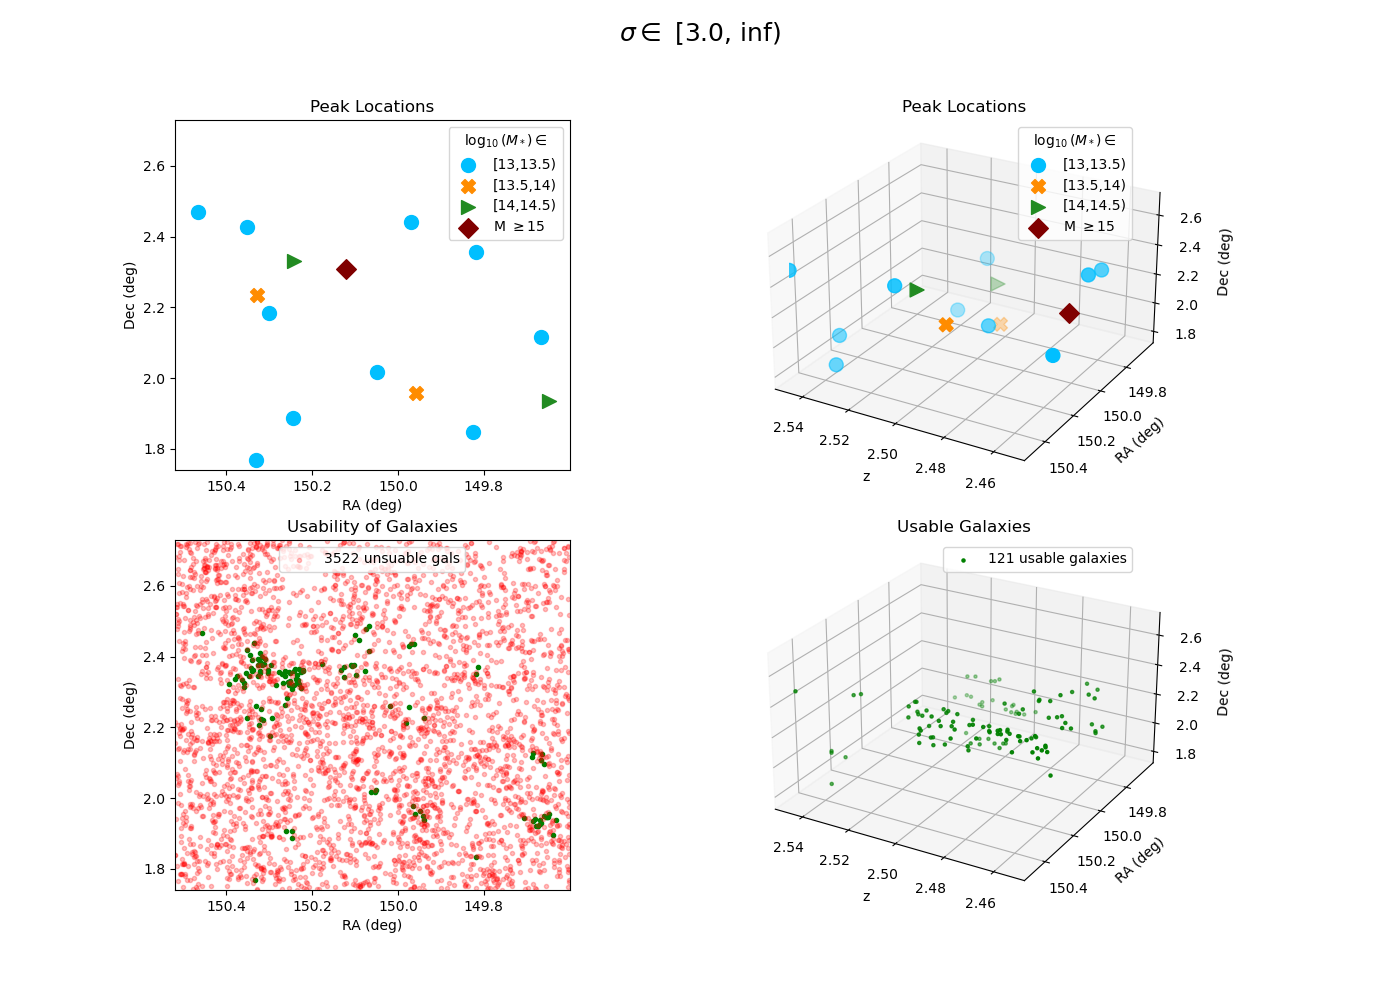 σ ∈ [3.0, inf)
Peak Locations
log₁₀(M*) ∈
[13,13.5)
[13.5,14)
[14,14.5)
M ≥15
2.6
2.4
2.2
2.0
1.8
Dec (deg)
150.4 150.2 150.0 149.8
RA (deg)
Peak Locations
log₁₀(M*) ∈
[13,13.5)
[13.5,14)
[14,14.5)
M ≥15
2.6
2.4
2.2
2.0
1.8
Dec (deg)
149.8
150.0
150.2
150.4
RA (deg)
2.54
2.52
2.50
2.48
2.46
z
Usability of Galaxies
3522 unsuable gals
2.6
2.4
2.2
2.0
1.8
Dec (deg)
150.4 150.2 150.0 149.8
RA (deg)
Usable Galaxies
121 usable galaxies
2.6
2.4
2.2
2.0
1.8
Dec (deg)
149.8
150.0
150.2
150.4
RA (deg)
2.54
2.52
2.50
2.48
2.46
z